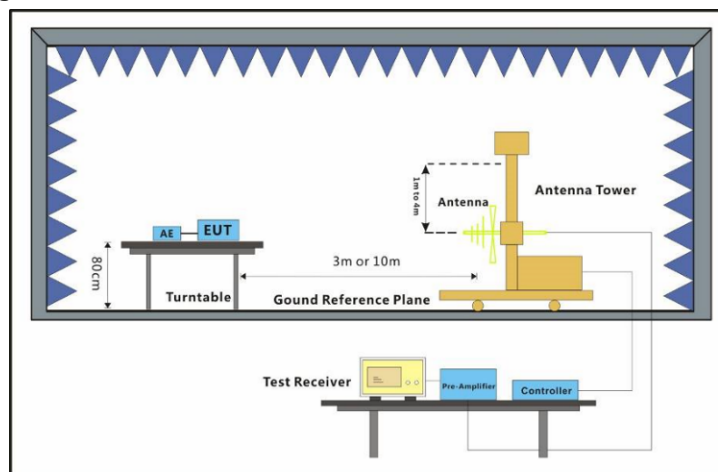 1m to 4m
Antenna
Antenna Tower
AE
EUT
80cm
3m or 10m
Turntable
Gound Reference Plane
Test Receiver
Pre-Amplifier
Controller